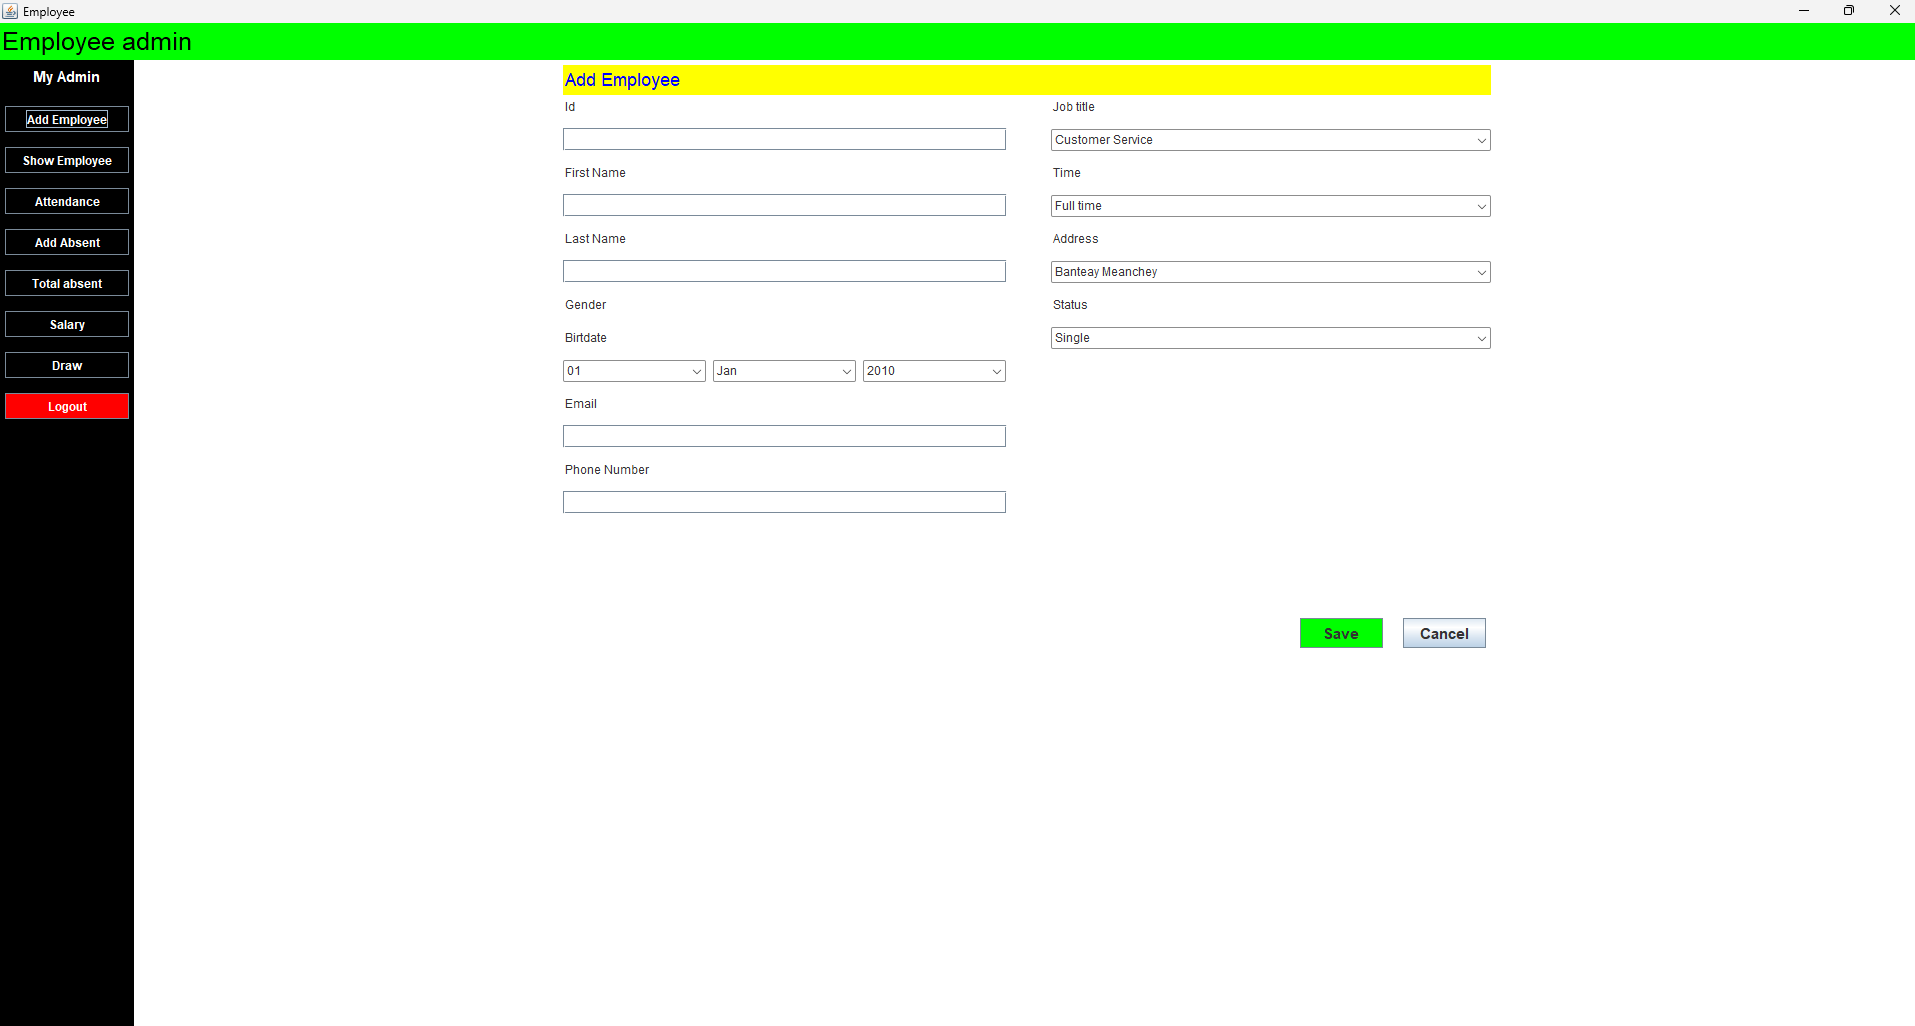 Employee
Employee admin
My Admin
Add Employee
Show Employee
Attendance
Add Absent
Total absent
Salary
Draw
Logout
Add Employee
Id
First Name
Last Name
Gender
Birtdate
01 Jan 2010
Email
Phone Number
Job title
Customer Service
Time
Full time
Address
Banteay Meanchey
Status
Single
Save Cancel